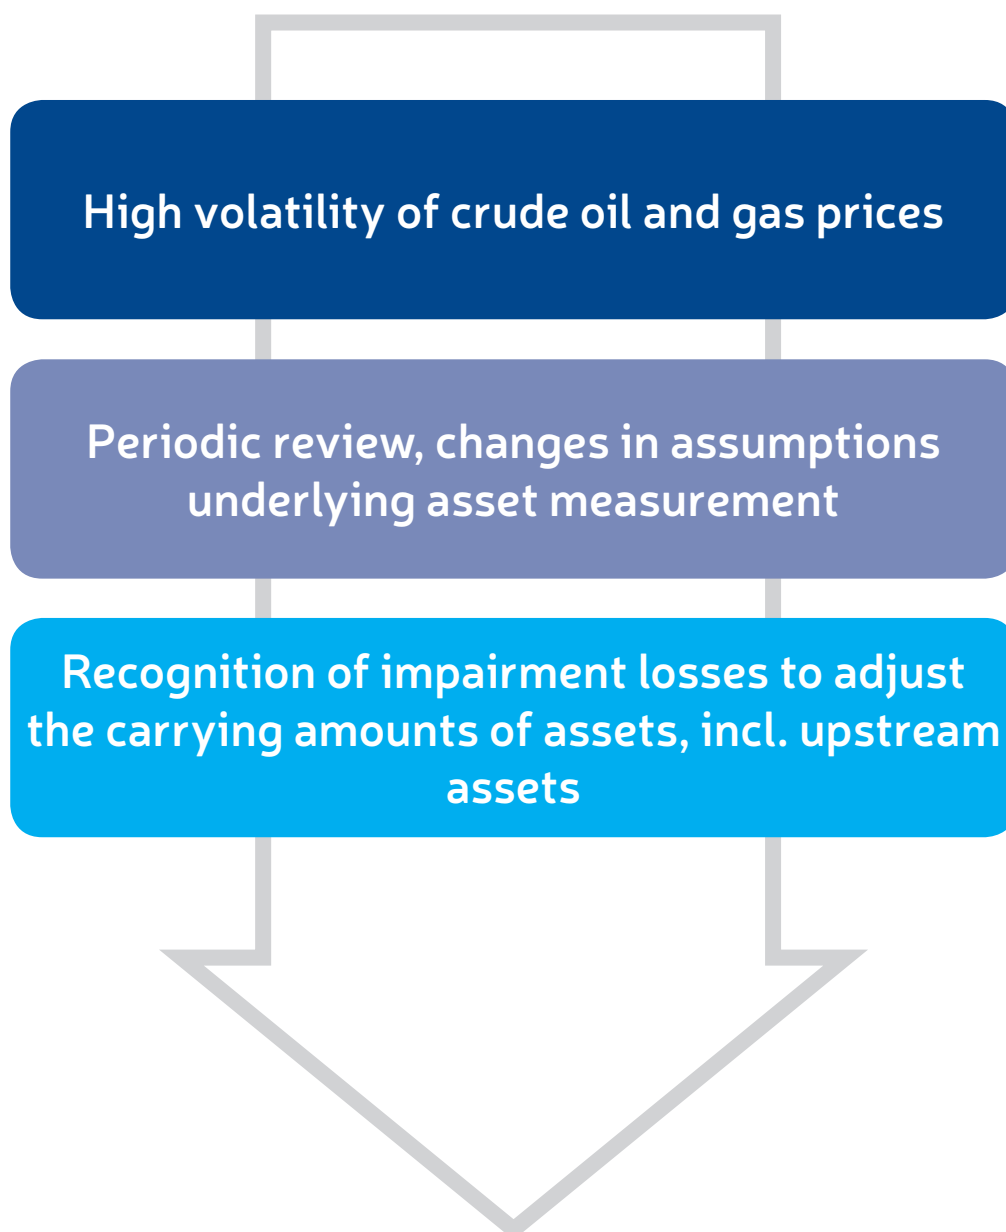 High volatility of crude oil and gas prices
Periodic review, changes in assumptions
underlying asset measurement
Recognition of impairment losses to adjust
the carrying amounts of assets, incl. upstream
assets